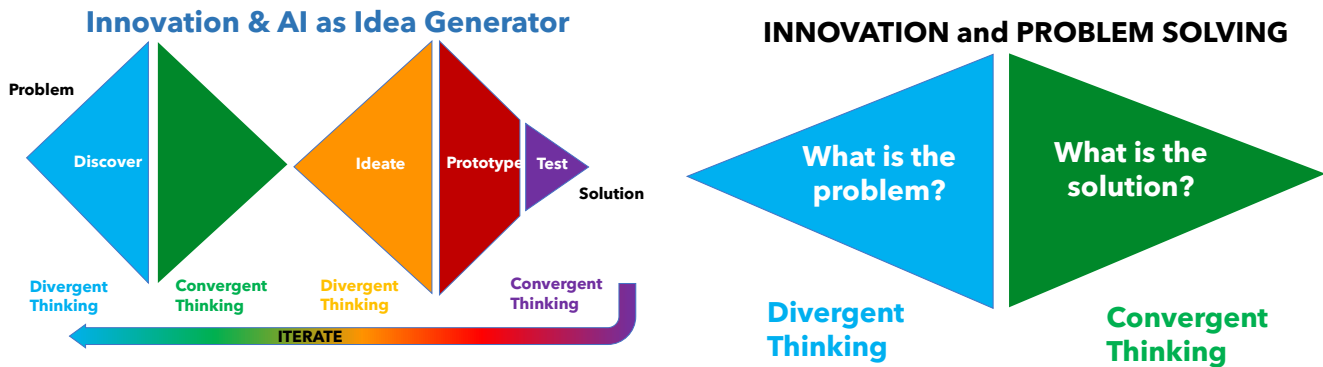 Innovation & AI as Idea Generator
Problem
Discover
Ideate
Prototype
Test
Solution
Divergent
Thinking
Convergent
Thinking
Divergent
Thinking
Convergent
Thinking
ITERATE
INNOVATION and PROBLEM SOLVING
What is the
problem?
What is the
solution?
Divergent
Thinking
Convergent
Thinking